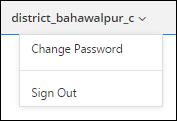 district_bahawalpur_c
Change Password
Sign Out